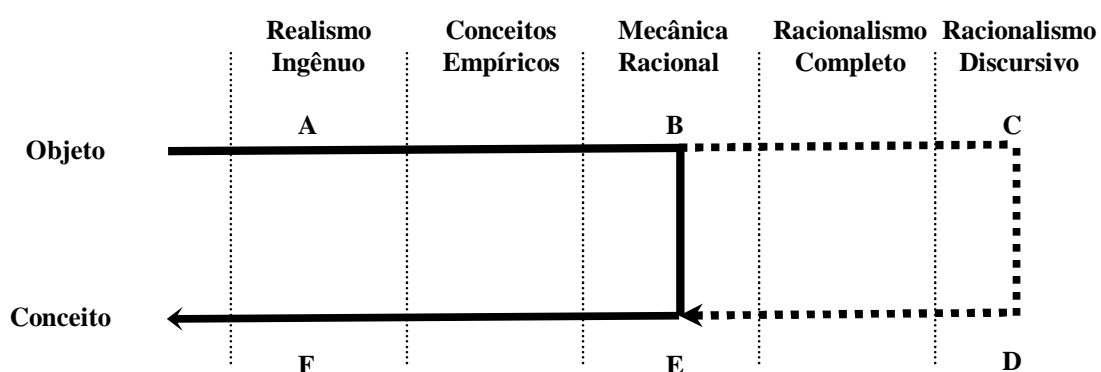 Realismo Ingênuo
Conceitos Empíricos
Mecânica Racional
Racionalismo Completo
Racionalismo Discursivo
A
B
C
Objeto
Conceito
F
E
D